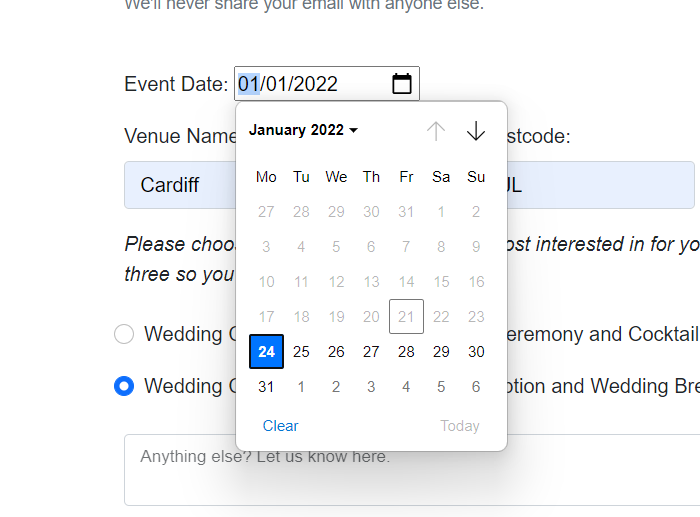 We'll never share your email with anyone else.
Event Date: 01/01/2022
January 2022
Venue Name
stcode:
Mo Tu We Th Fr Sa Su
Cardiff
JL
27 28 29 30 31 1 2
Please choo
ost interested in for yo
3 4 5 6 7 8 9
three so you
10 11 12 13 14 15 16
17 18 19 20 21 22 23
Wedding C
eremony and Cocktail
24 25 26 27 28 29 30
Wedding C
ption and Wedding Bre
31 1 2 3 4 5 6
Clear Today
Anything else? Let us know here.